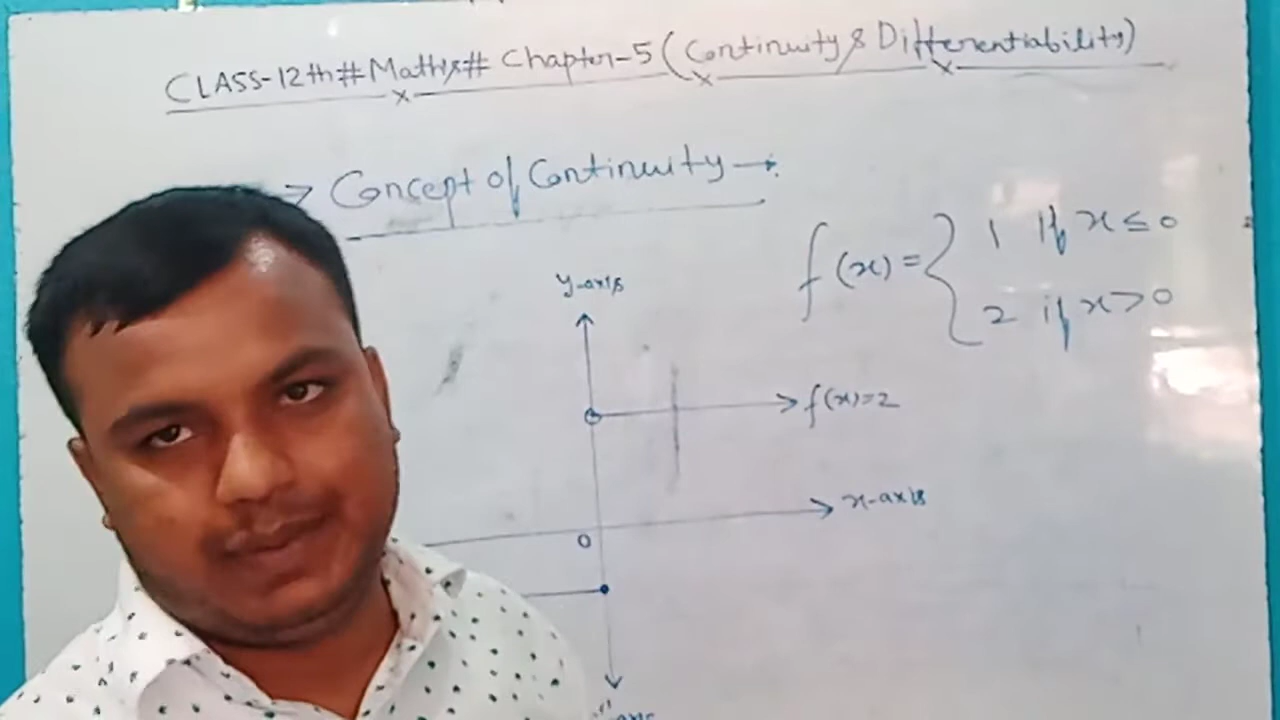 CLASS-12th#Maths# Chapter-5 (Continuity & Differentiability)
→ Concept of Continuity →
f(x) = { 1 if x ≤ 0
2 if x > 0
y-axis
f(x)=2
x-axis
0